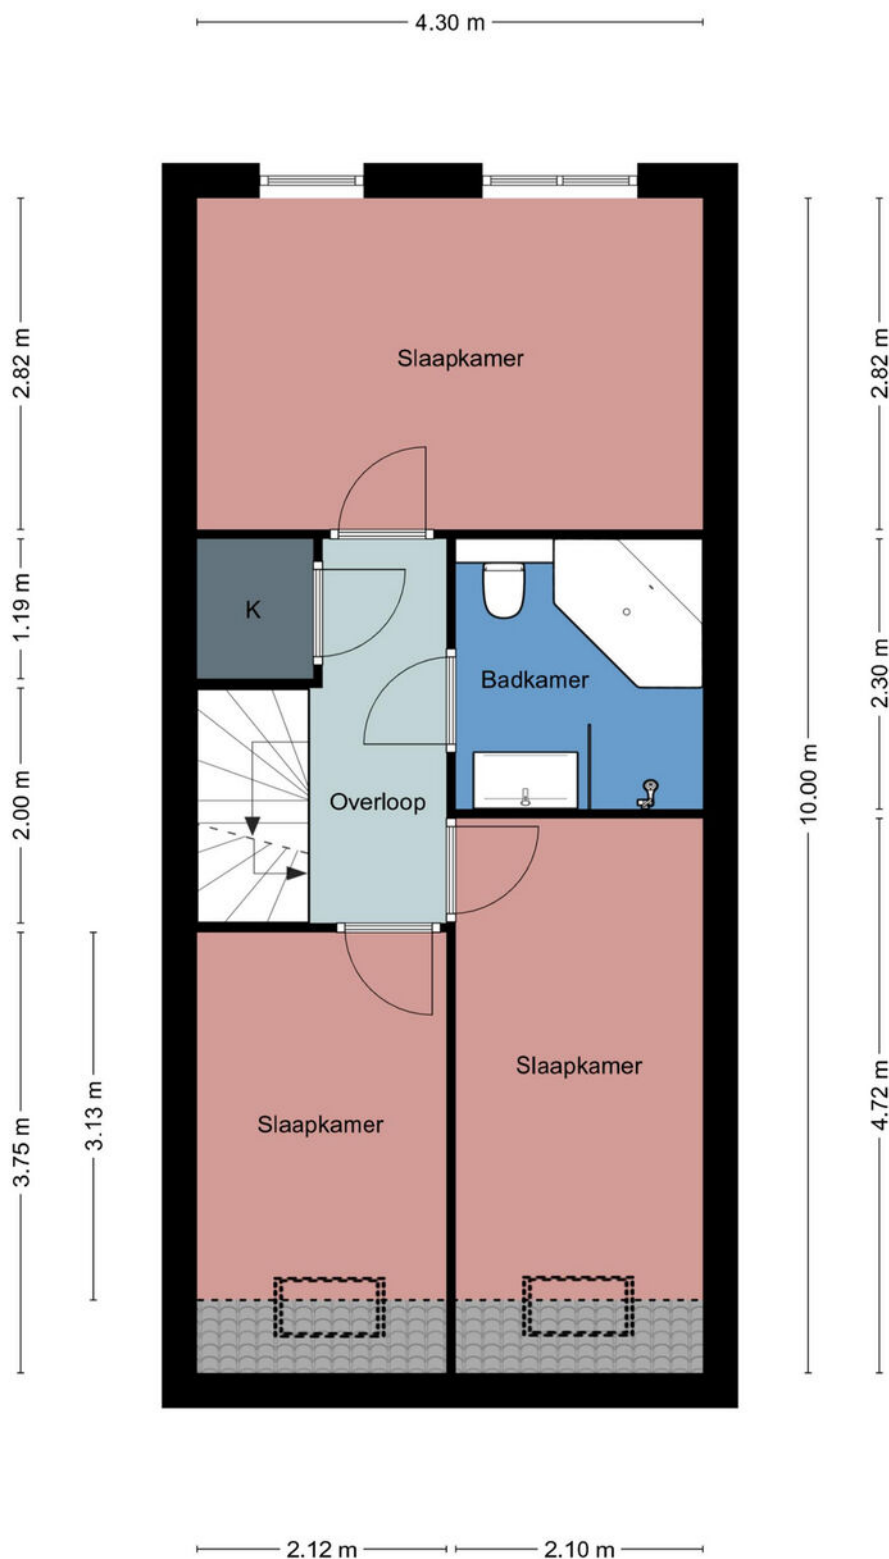 4.30 m
2.82 m
2.82 m
Slaapkamer
1.19 m
K
Badkamer
2.30 m
10.00 m
2.00 m
Overloop
3.75 m
3.13 m
Slaapkamer
Slaapkamer
4.72 m
2.12 m
2.10 m